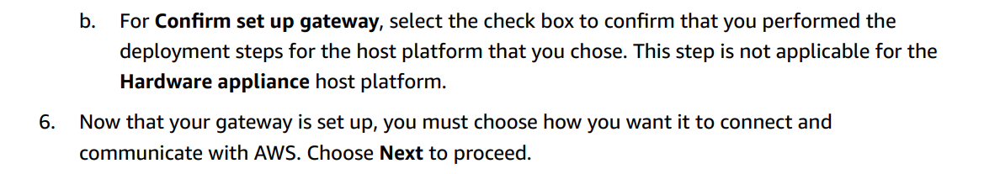 b. For Confirm set up gateway, select the check box to confirm that you performed the
deployment steps for the host platform that you chose. This step is not applicable for the
Hardware appliance host platform.
6. Now that your gateway is set up, you must choose how you want it to connect and
communicate with AWS. Choose Next to proceed.